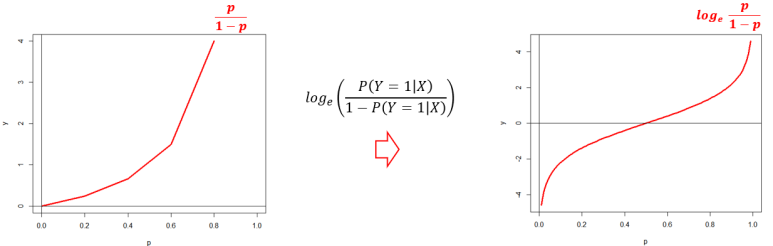 p/(1 − p)
4
3
2
1
0
y
0.0 0.2 0.4 0.6 0.8 1.0
p
log_e(P(Y = 1|X)/(1 − P(Y = 1|X)))
log_e p/(1 − p)
4
2
0
-2
-4
y
0.0 0.2 0.4 0.6 0.8 1.0
p